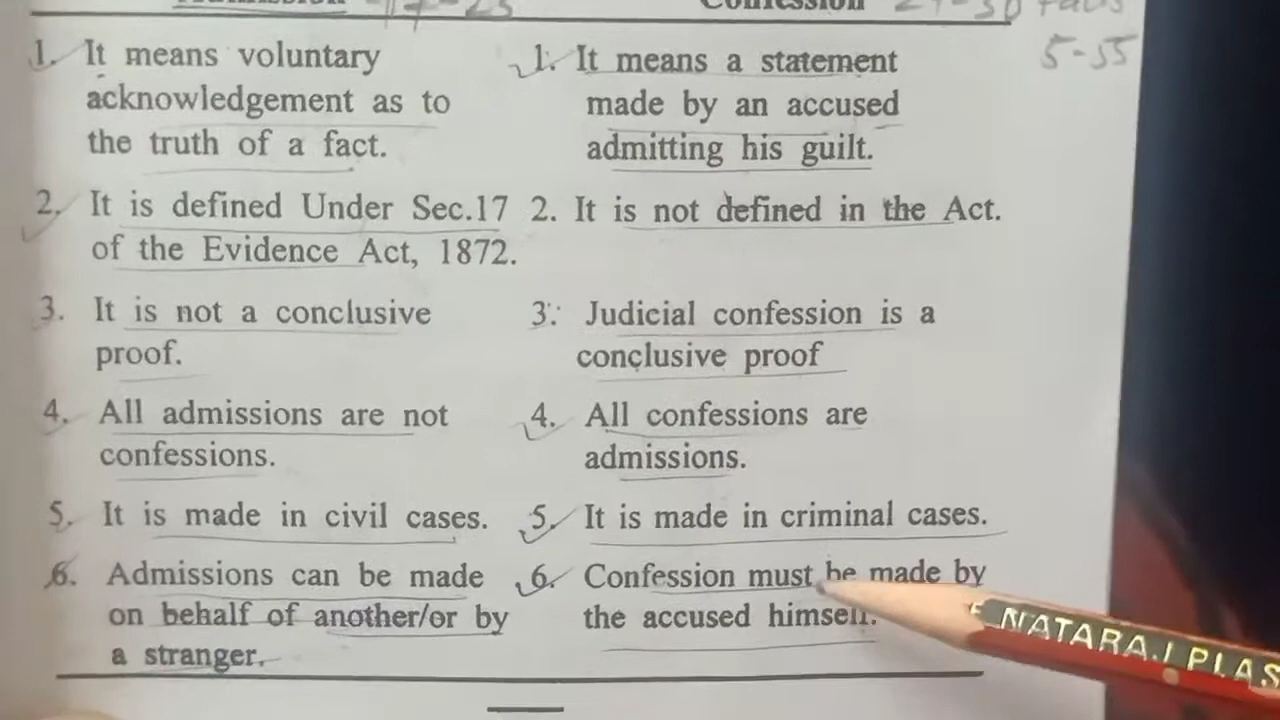 Confession
1. It means voluntary
acknowledgement as to
the truth of a fact.
1. It means a statement
made by an accused
admitting his guilt.
5-55
2. It is defined Under Sec.17
of the Evidence Act, 1872.
2. It is not defined in the Act.
3. It is not a conclusive
proof.
3. Judicial confession is a
conclusive proof
4. All admissions are not
confessions.
4. All confessions are
admissions.
5. It is made in civil cases.
5. It is made in criminal cases.
6. Admissions can be made
on behalf of another/or by
a stranger.
6. Confession must be made by
the accused himself.
NATARAJ PLAS